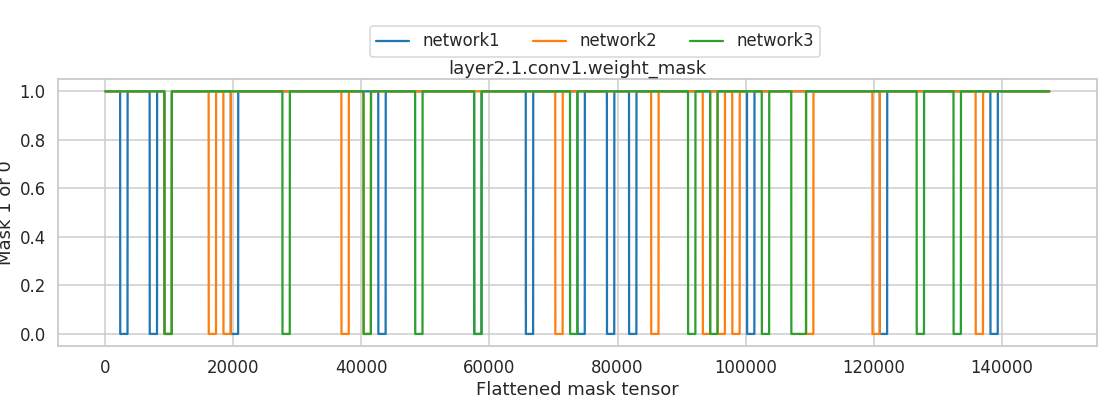 network1 network2 network3
layer2.1.conv1.weight_mask
Mask 1 or 0
1.0
0.8
0.6
0.4
0.2
0.0
0 20000 40000 60000 80000 100000 120000 140000
Flattened mask tensor